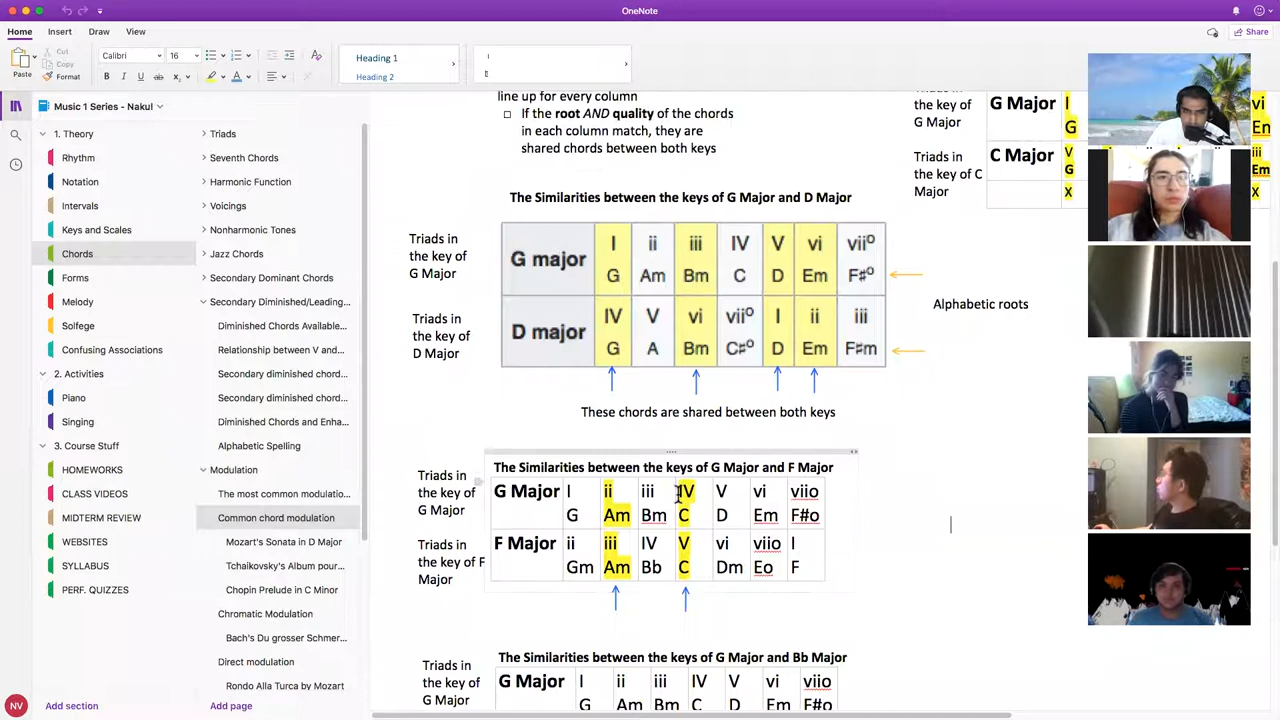 OneNote
Home
Insert
Draw
View
Share
Paste
Cut
Copy
Format
Calibri
16
B I U ab x
A
Heading 1
Heading 2
Music 1 Series - Nakul
1. Theory
Rhythm
Notation
Intervals
Keys and Scales
Chords
Forms
Melody
Solfege
Confusing Associations
2. Activities
Piano
Singing
3. Course Stuff
HOMEWORKS
CLASS VIDEOS
MIDTERM REVIEW
WEBSITES
SYLLABUS
PERF. QUIZZES
NV
Add section
Triads
Seventh Chords
Harmonic Function
Voicings
Nonharmonic Tones
Jazz Chords
Secondary Dominant Chords
Secondary Diminished/Leading...
Diminished Chords Available...
Relationship between V and...
Secondary diminished chord...
Secondary diminished chord...
Diminished Chords and Enha...
Alphabetic Spelling
Modulation
The most common modulatio...
Common chord modulation
Mozart's Sonata in D Major
Tchaikovsky's Album pour...
Chopin Prelude in C Minor
Chromatic Modulation
Bach's Du grosser Schmer...
Direct modulation
Rondo Alla Turca by Mozart
Add page
line up for every column
If the root AND quality of the chords
in each column match, they are
shared chords between both keys
The Similarities between the keys of G Major and D Major
Triads in
the key of
G Major
G major
I ii iii IV V vi viio
G Am Bm C D Em F♯o
Triads in
the key of
D Major
D major
IV V vi viio I ii iii
G A Bm C♯o D Em F♯m
Alphabetic roots
These chords are shared between both keys
The Similarities between the keys of G Major and F Major
Triads in
the key of
G Major
G Major I ii iii IV V vi viio
G Am Bm C D Em F#o
Triads in
the key of F
Major
F Major ii iii IV V vi viio I
Gm Am Bb C Dm Eo F
The Similarities between the keys of G Major and Bb Major
Triads in
the key of
G Major
G Major I ii iii IV V vi viio
G Am Bm C D Em F#o
the key of
G Major
G Major I vi
G Em
Triads in
the key of C
Major
C Major V iii
G Em
X X